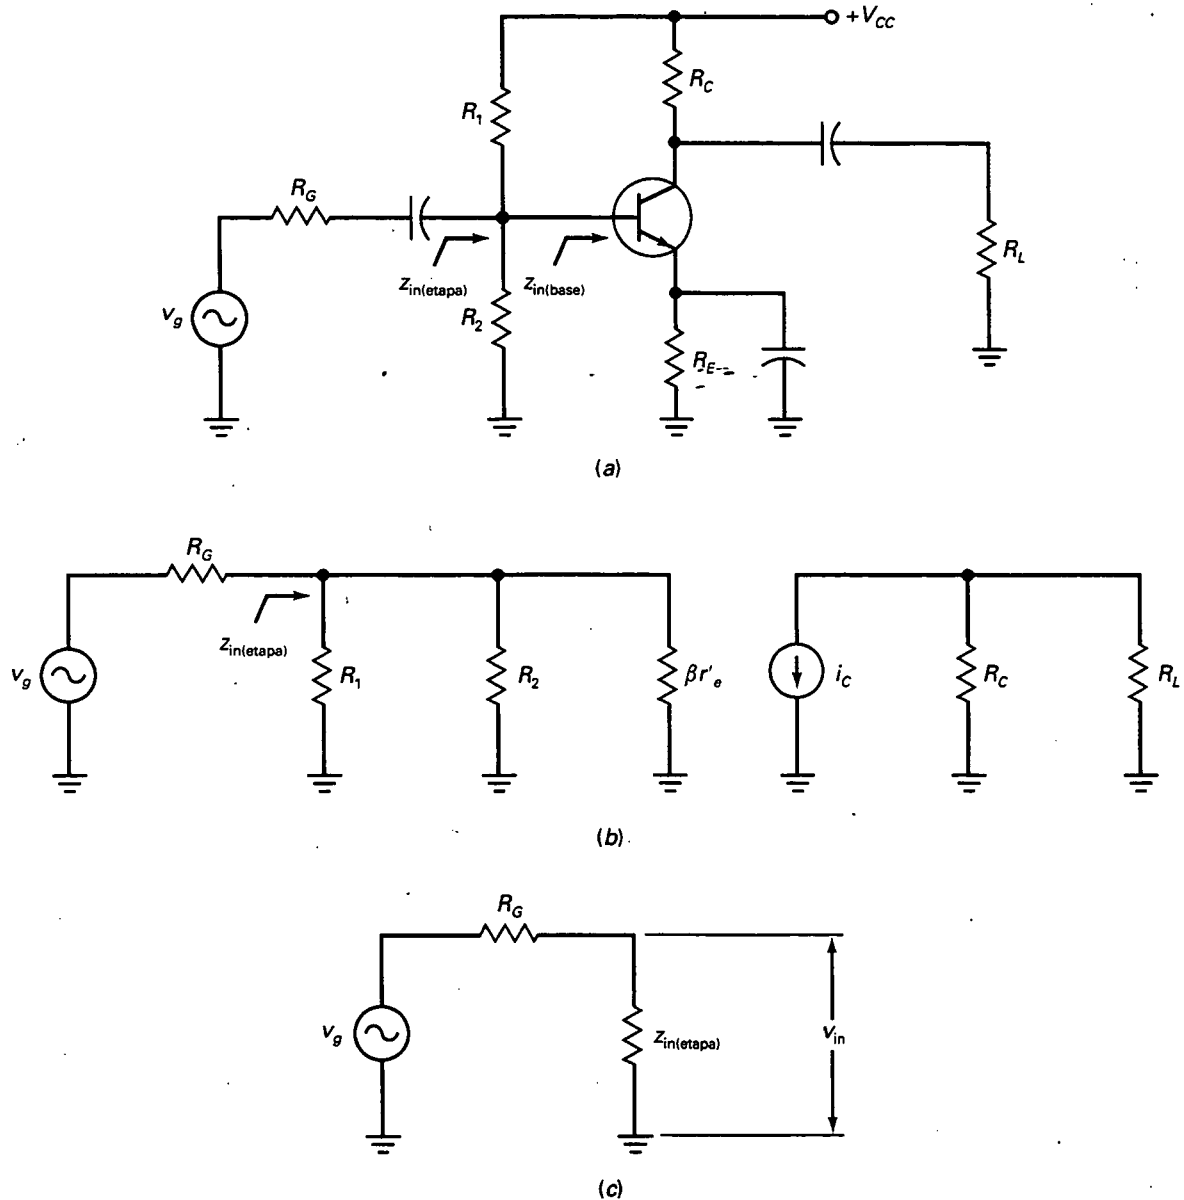 +V_CC
R_C
R_1
R_G
R_L
z_in(etapa) z_in(base)
v_g
R_2
R_E
(a)
R_G
z_in(etapa)
v_g
R_1
R_2
βr'_e
i_C
R_C
R_L
(b)
R_G
v_g
z_in(etapa)
v_in
(c)